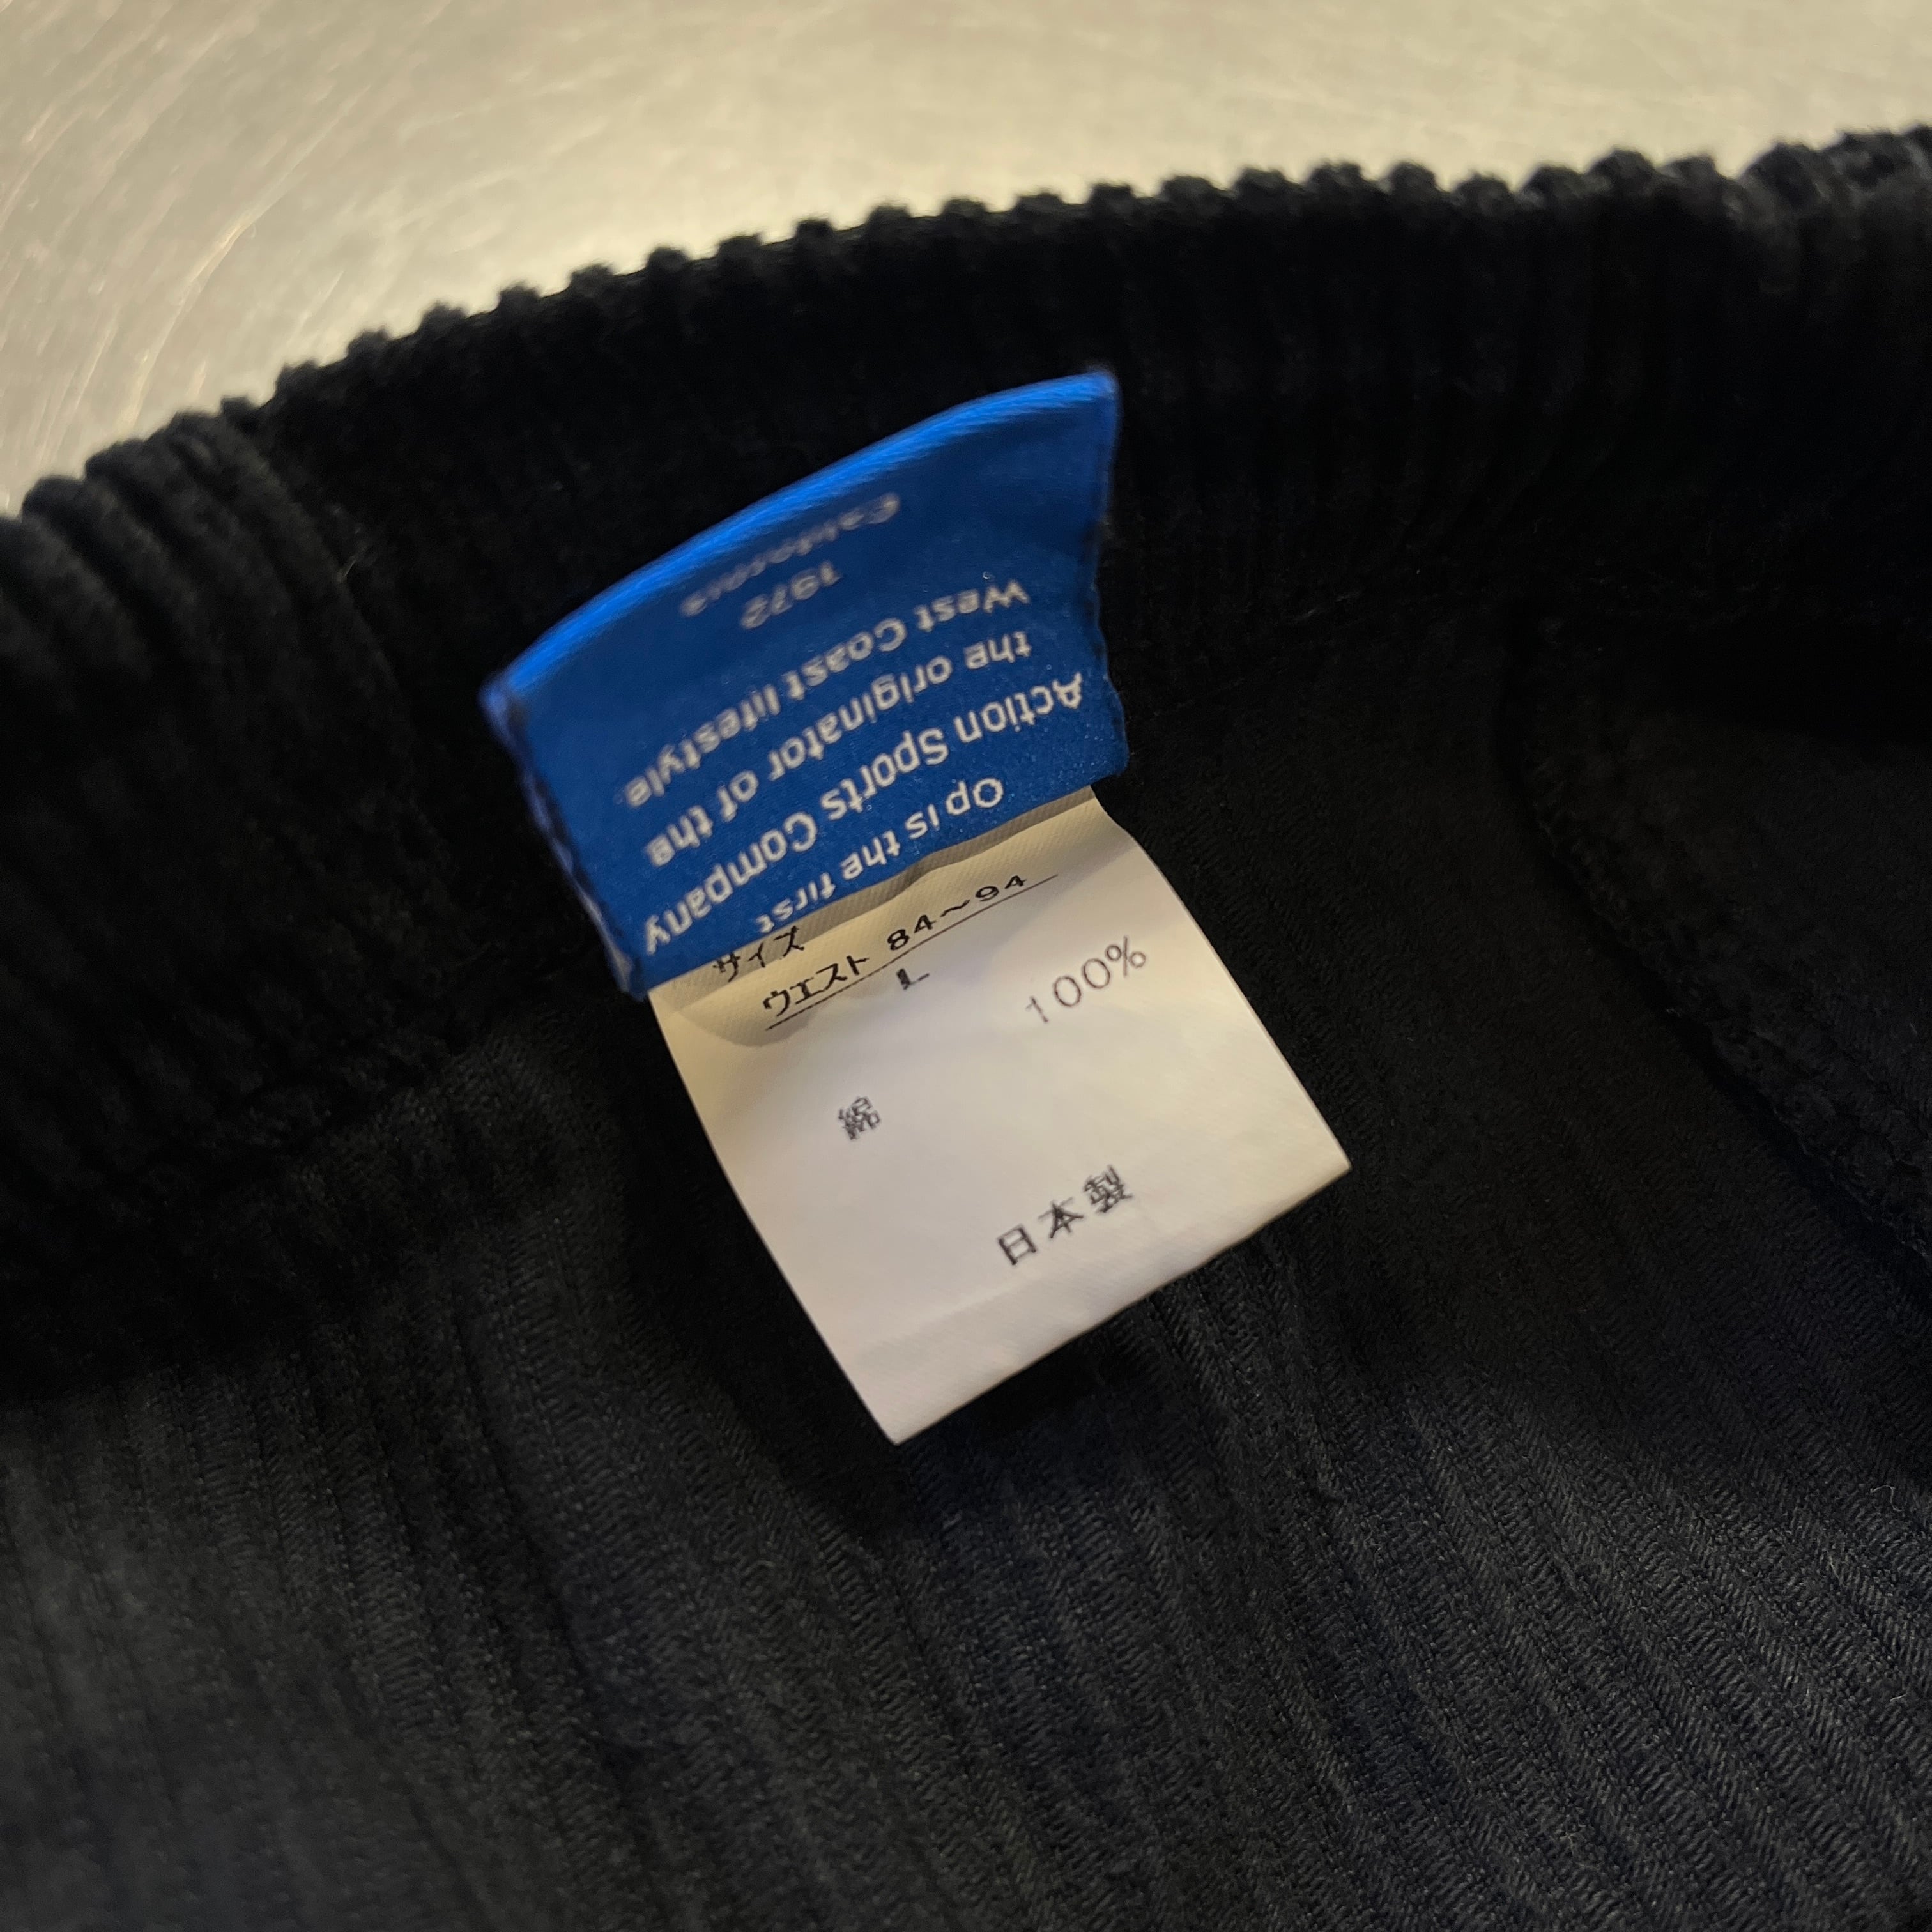 Op is the first
Action Sports Company
the originator of the
West Coast lifestyle.
1972
California
サイズ
ウエスト 84～94
L
綿 100%
日本製